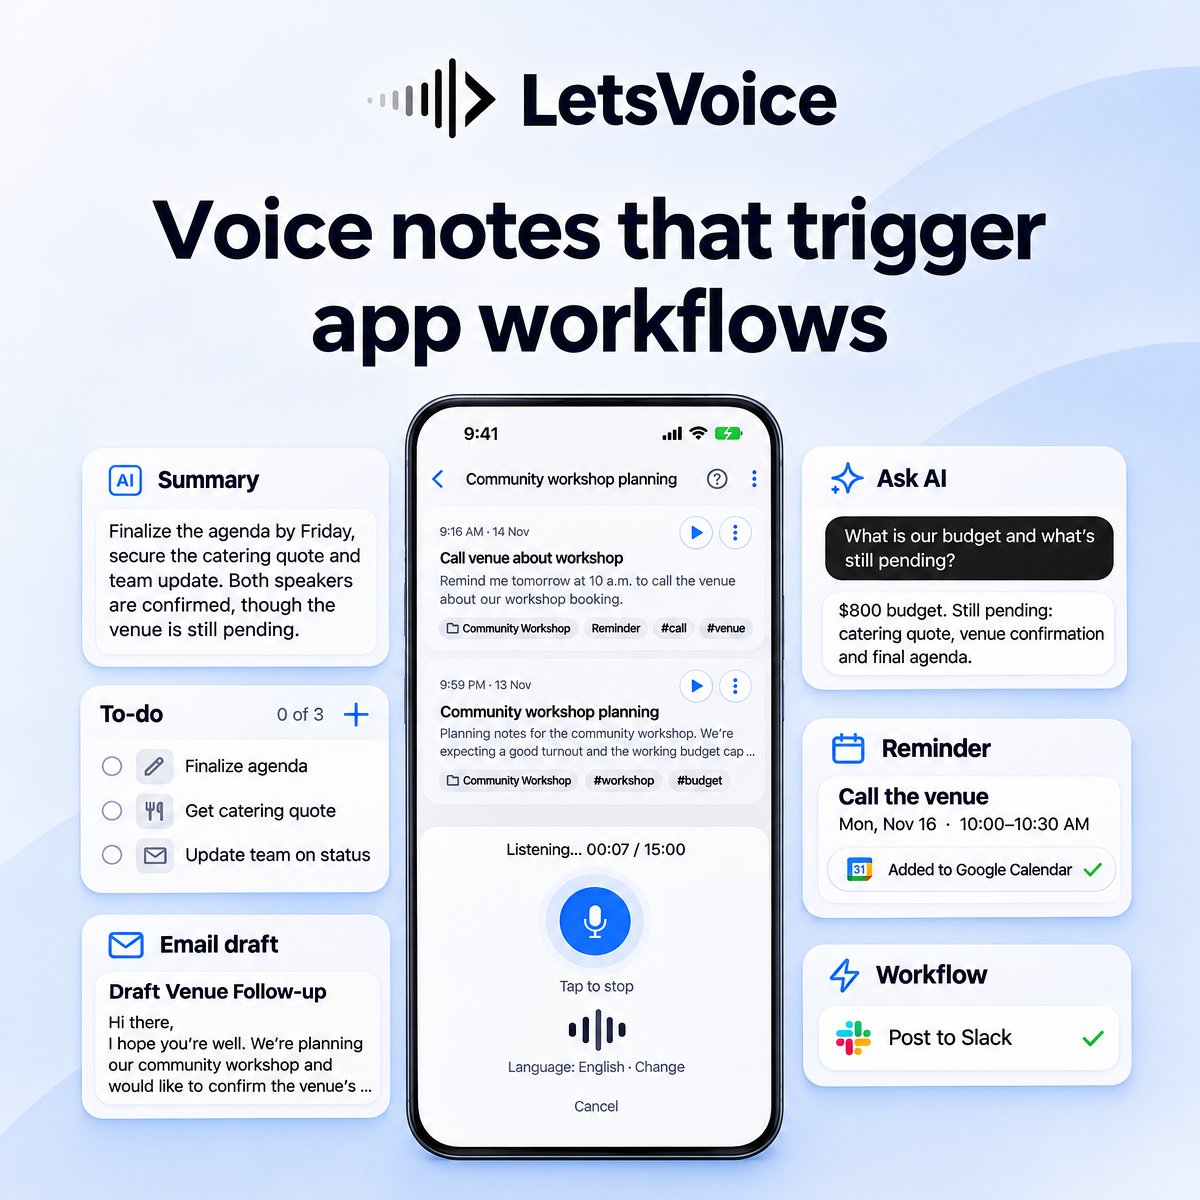 LetsVoice
Voice notes that trigger
app workflows
AI Summary
Finalize the agenda by Friday,
secure the catering quote and
team update. Both speakers
are confirmed, though the
venue is still pending.
To-do 0 of 3
Finalize agenda
Get catering quote
Update team on status
Email draft
Draft Venue Follow-up
Hi there,
I hope you're well. We're planning
our community workshop and
would like to confirm the venue's ...
9:41
Community workshop planning
9:16 AM · 14 Nov
Call venue about workshop
Remind me tomorrow at 10 a.m. to call the venue
about our workshop booking.
Community Workshop Reminder #call #venue
9:59 PM · 13 Nov
Community workshop planning
Planning notes for the community workshop. We're
expecting a good turnout and the working budget cap ...
Community Workshop #workshop #budget
Listening... 00:07 / 15:00
Tap to stop
Language: English · Change
Cancel
Ask AI
What is our budget and what's
still pending?
$800 budget. Still pending:
catering quote, venue confirmation
and final agenda.
Reminder
Call the venue
Mon, Nov 16 · 10:00–10:30 AM
31 Added to Google Calendar
Workflow
Post to Slack